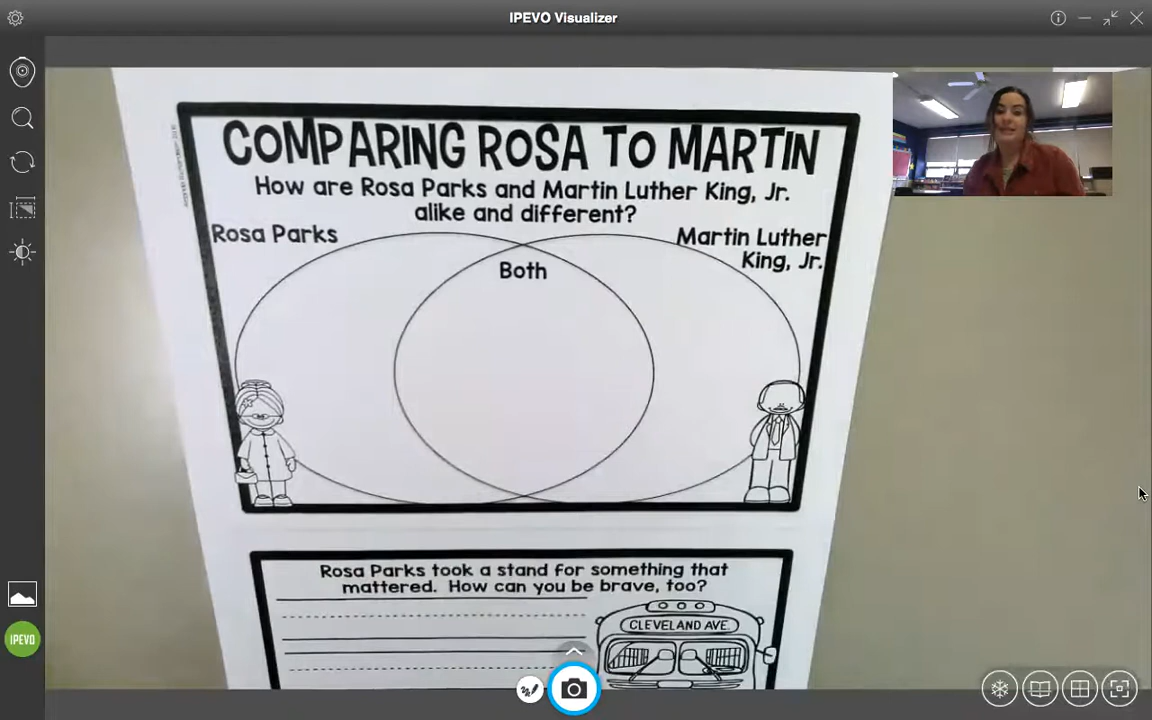 IPEVO Visualizer
COMPARING ROSA TO MARTIN
How are Rosa Parks and Martin Luther King, Jr.
alike and different?
Rosa Parks
Martin Luther
King, Jr.
Both
Rosa Parks took a stand for something that
mattered. How can you be brave, too?
CLEVELAND AVE.
IPEVO